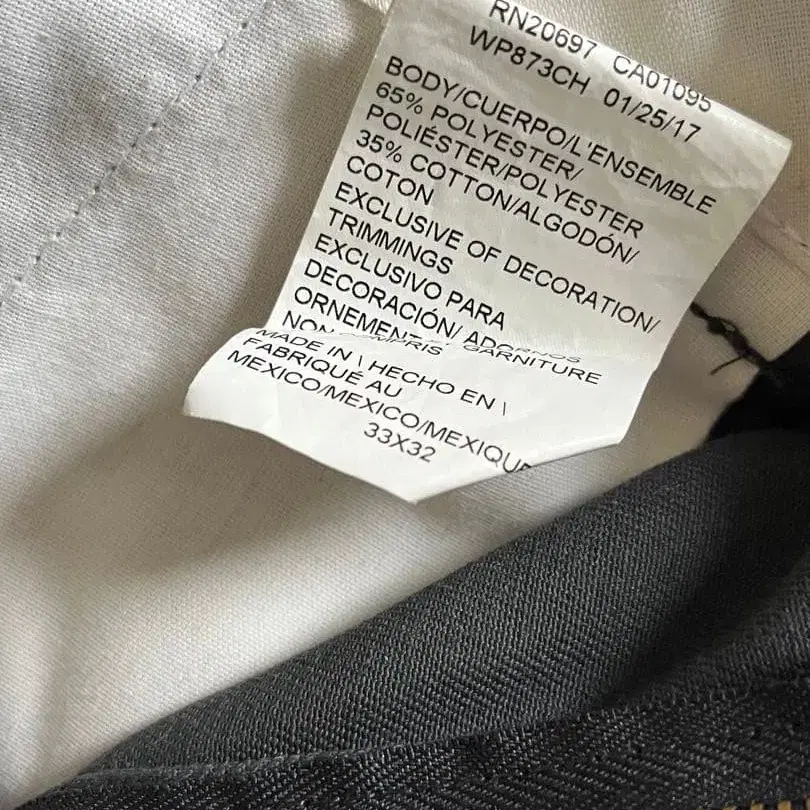 RN20697 CA01095
WP873CH 01/25/17
BODY/CUERPO/L'ENSEMBLE
65% POLYESTER/
POLIÉSTER/POLYESTER
35% COTTON/ALGODÓN/
COTON
EXCLUSIVE OF DECORATION/
TRIMMINGS
EXCLUSIVO PARA
DECORACIÓN/ ADORNOS
NON COMPRIS GARNITURE
MADE IN \ HECHO EN \
FABRIQUÉ AU
MEXICO/MEXICO/MEXIQUE
33X32